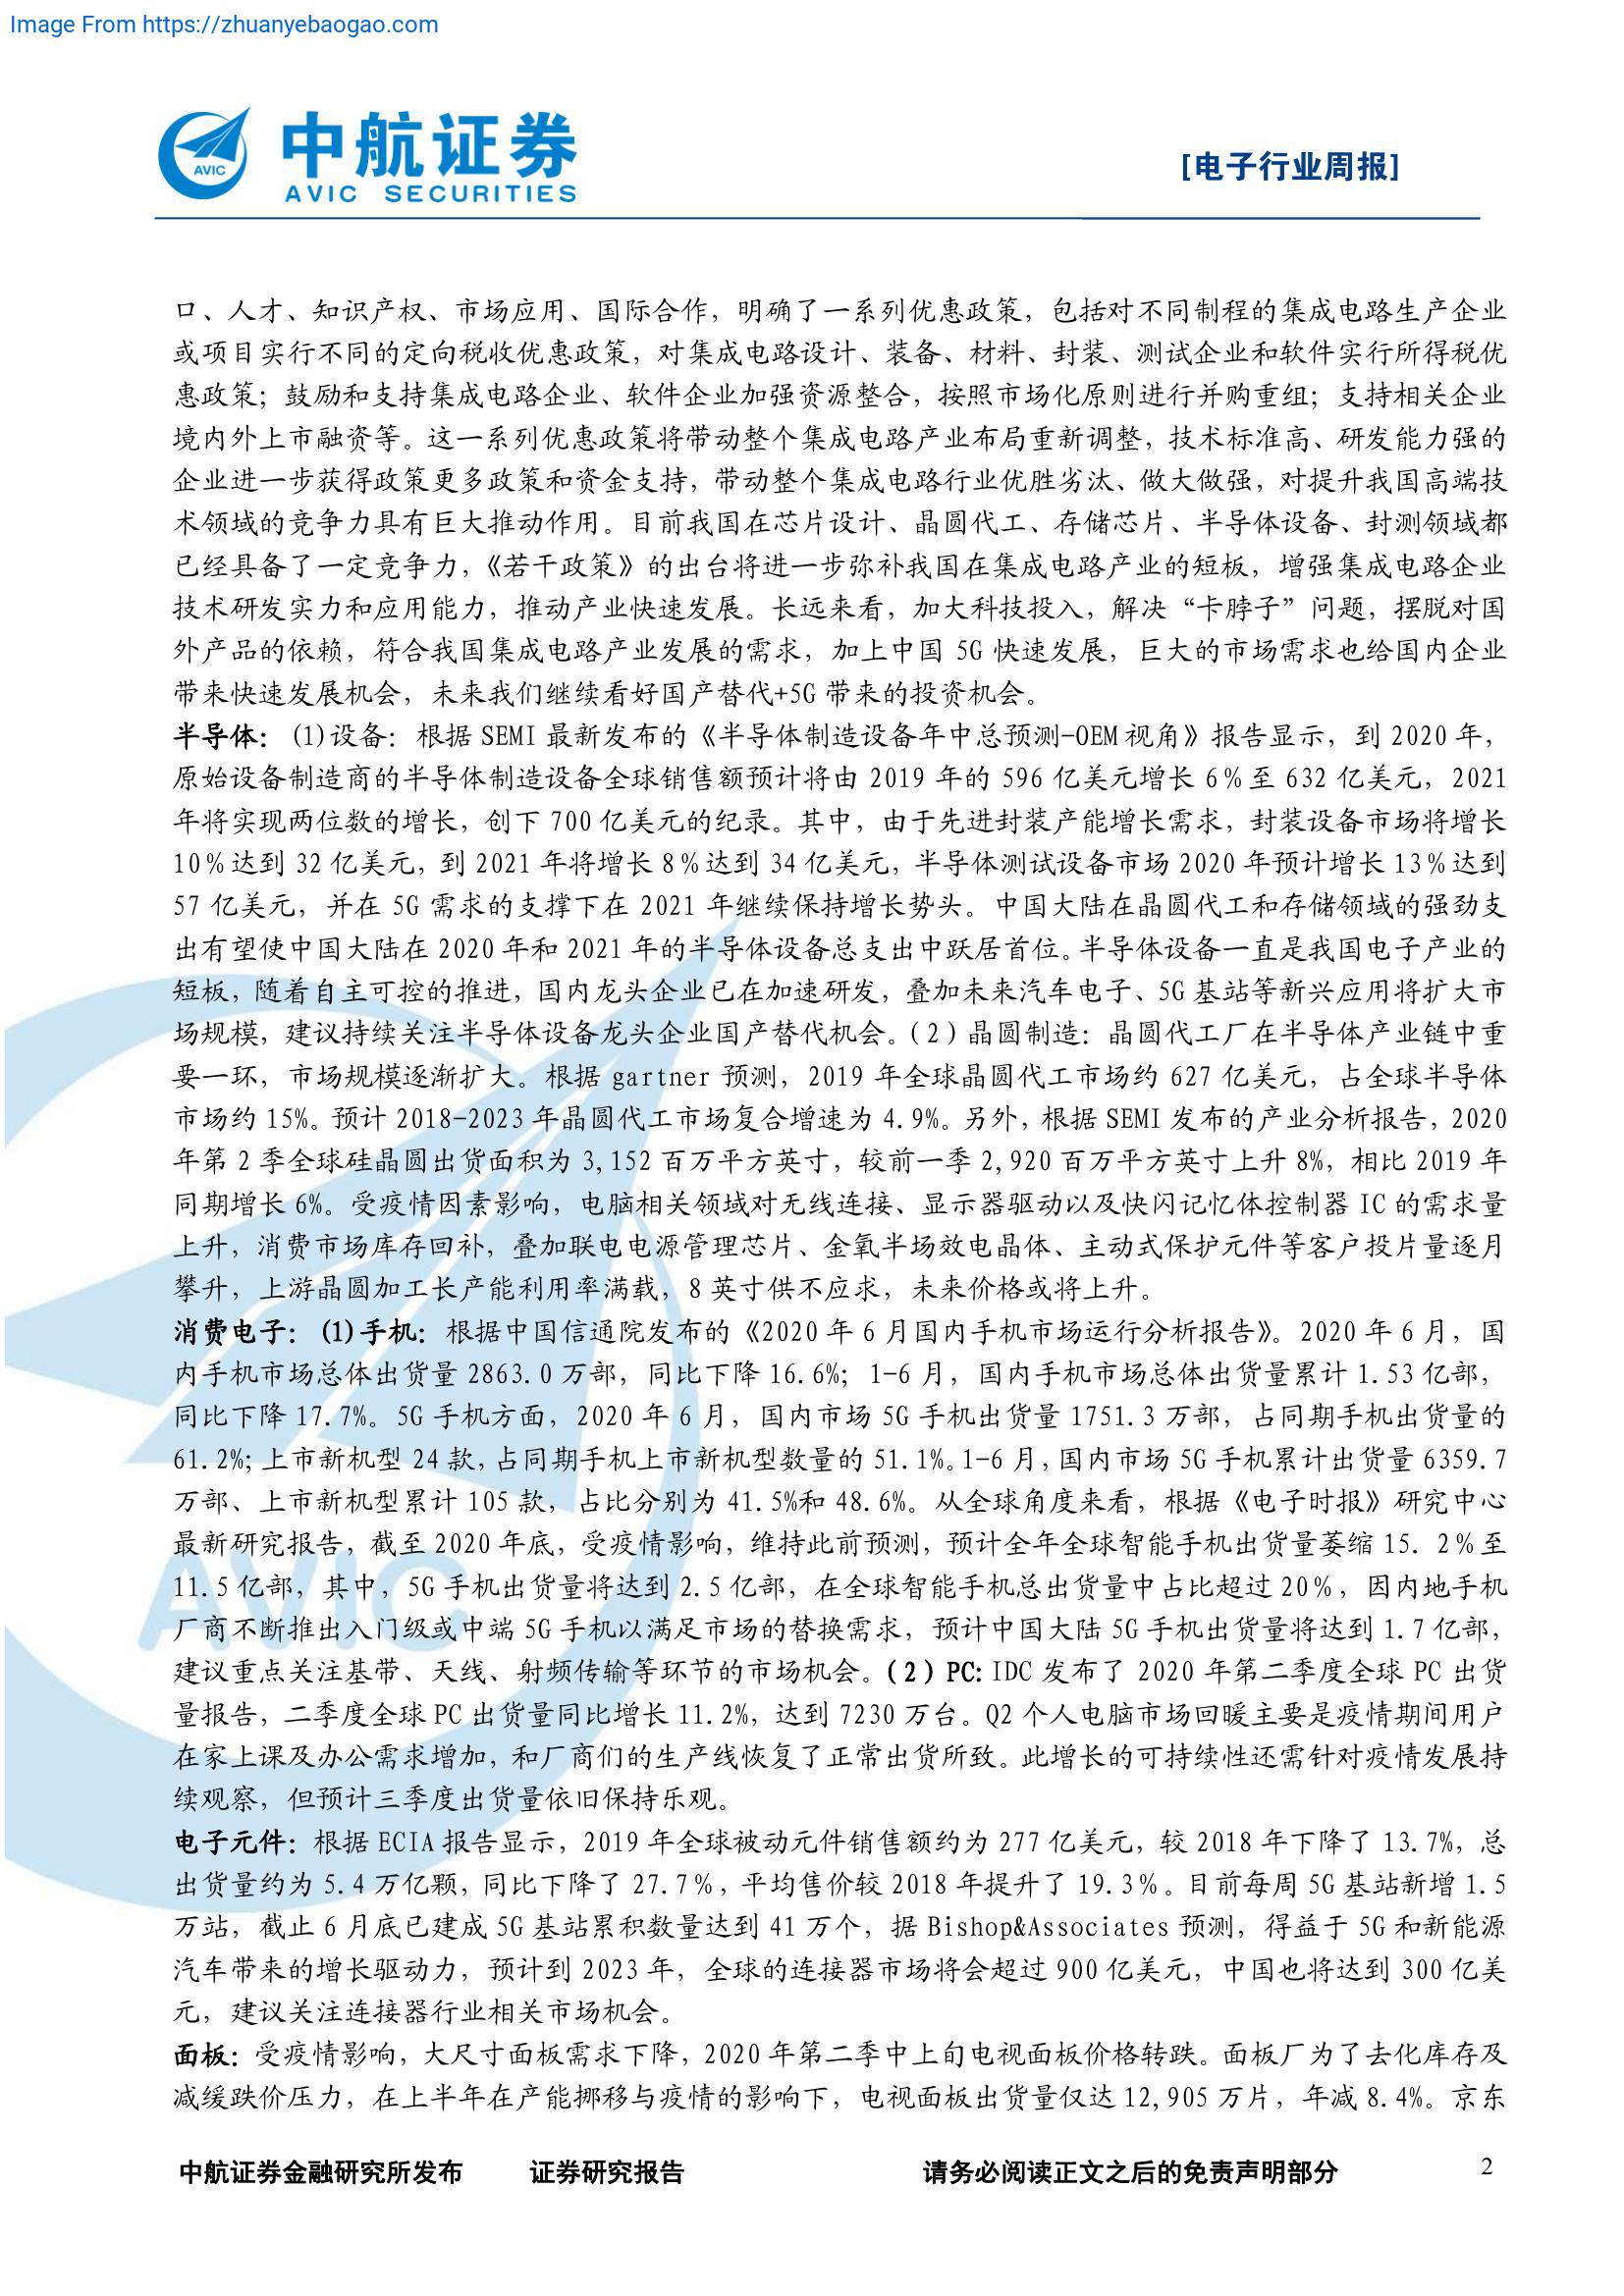 Image From https://zhuanyebaogao.com
中航证券
AVIC SECURITIES
AVIC
[电子行业周报]
口、人才、知识产权、市场应用、国际合作，明确了一系列优惠政策，包括对不同制程的集成电路生产企业
或项目实行不同的定向税收优惠政策，对集成电路设计、装备、材料、封装、测试企业和软件实行所得税优
惠政策；鼓励和支持集成电路企业、软件企业加强资源整合，按照市场化原则进行并购重组；支持相关企业
境内外上市融资等。这一系列优惠政策将带动整个集成电路产业布局重新调整，技术标准高、研发能力强的
企业进一步获得政策更多政策和资金支持，带动整个集成电路行业优胜劣汰、做大做强，对提升我国高端技
术领域的竞争力具有巨大推动作用。目前我国在芯片设计、晶圆代工、存储芯片、半导体设备、封测领域都
已经具备了一定竞争力，《若干政策》的出台将进一步弥补我国在集成电路产业的短板，增强集成电路企业
技术研发实力和应用能力，推动产业快速发展。长远来看，加大科技投入，解决“卡脖子”问题，摆脱对国
外产品的依赖，符合我国集成电路产业发展的需求，加上中国 5G 快速发展，巨大的市场需求也给国内企业
带来快速发展机会，未来我们继续看好国产替代+5G 带来的投资机会。
半导体：(1)设备：根据 SEMI 最新发布的《半导体制造设备年中总预测-OEM 视角》报告显示，到 2020 年，
原始设备制造商的半导体制造设备全球销售额预计将由 2019 年的 596 亿美元增长 6％至 632 亿美元，2021
年将实现两位数的增长，创下 700 亿美元的纪录。其中，由于先进封装产能增长需求，封装设备市场将增长
10％达到 32 亿美元，到 2021 年将增长 8％达到 34 亿美元，半导体测试设备市场 2020 年预计增长 13％达到
57 亿美元，并在 5G 需求的支撑下在 2021 年继续保持增长势头。中国大陆在晶圆代工和存储领域的强劲支
出有望使中国大陆在 2020 年和 2021 年的半导体设备总支出中跃居首位。半导体设备一直是我国电子产业的
短板，随着自主可控的推进，国内龙头企业已在加速研发，叠加未来汽车电子、5G 基站等新兴应用将扩大市
场规模，建议持续关注半导体设备龙头企业国产替代机会。（2）晶圆制造：晶圆代工厂在半导体产业链中重
要一环，市场规模逐渐扩大。根据 gartner 预测，2019 年全球晶圆代工市场约 627 亿美元，占全球半导体
市场约 15%。预计 2018-2023 年晶圆代工市场复合增速为 4.9%。另外，根据 SEMI 发布的产业分析报告，2020
年第 2 季全球硅晶圆出货面积为 3,152 百万平方英寸，较前一季 2,920 百万平方英寸上升 8%，相比 2019 年
同期增长 6%。受疫情因素影响，电脑相关领域对无线连接、显示器驱动以及快闪记忆体控制器 IC 的需求量
上升，消费市场库存回补，叠加联电电源管理芯片、金氧半场效电晶体、主动式保护元件等客户投片量逐月
攀升，上游晶圆加工长产能利用率满载，8 英寸供不应求，未来价格或将上升。
消费电子：(1)手机：根据中国信通院发布的《2020 年 6 月国内手机市场运行分析报告》。2020 年 6 月，国
内手机市场总体出货量 2863.0 万部，同比下降 16.6%；1-6 月，国内手机市场总体出货量累计 1.53 亿部，
同比下降 17.7%。5G 手机方面，2020 年 6 月，国内市场 5G 手机出货量 1751.3 万部，占同期手机出货量的
61.2%；上市新机型 24 款，占同期手机上市新机型数量的 51.1%。1-6 月，国内市场 5G 手机累计出货量 6359.7
万部、上市新机型累计 105 款，占比分别为 41.5%和 48.6%。从全球角度来看，根据《电子时报》研究中心
最新研究报告，截至 2020 年底，受疫情影响，维持此前预测，预计全年全球智能手机出货量萎缩 15. 2％至
11.5 亿部，其中，5G 手机出货量将达到 2.5 亿部，在全球智能手机总出货量中占比超过 20％，因内地手机
厂商不断推出入门级或中端 5G 手机以满足市场的替换需求，预计中国大陆 5G 手机出货量将达到 1.7 亿部，
建议重点关注基带、天线、射频传输等环节的市场机会。（2）PC: IDC 发布了 2020 年第二季度全球 PC 出货
量报告，二季度全球 PC 出货量同比增长 11.2%，达到 7230 万台。Q2 个人电脑市场回暖主要是疫情期间用户
在家上课及办公需求增加，和厂商们的生产线恢复了正常出货所致。此增长的可持续性还需针对疫情发展持
续观察，但预计三季度出货量依旧保持乐观。
电子元件：根据 ECIA 报告显示，2019 年全球被动元件销售额约为 277 亿美元，较 2018 年下降了 13.7%，总
出货量约为 5.4 万亿颗，同比下降了 27.7％，平均售价较 2018 年提升了 19.3％。目前每周 5G 基站新增 1.5
万站，截止 6 月底已建成 5G 基站累积数量达到 41 万个，据 Bishop&Associates 预测，得益于 5G 和新能源
汽车带来的增长驱动力，预计到 2023 年，全球的连接器市场将会超过 900 亿美元，中国也将达到 300 亿美
元，建议关注连接器行业相关市场机会。
面板：受疫情影响，大尺寸面板需求下降，2020 年第二季中上旬电视面板价格转跌。面板厂为了去化库存及
减缓跌价压力，在上半年在产能挪移与疫情的影响下，电视面板出货量仅达 12,905 万片，年减 8.4%。京东
AVIC
中航证券金融研究所发布 证券研究报告 请务必阅读正文之后的免责声明部分 2